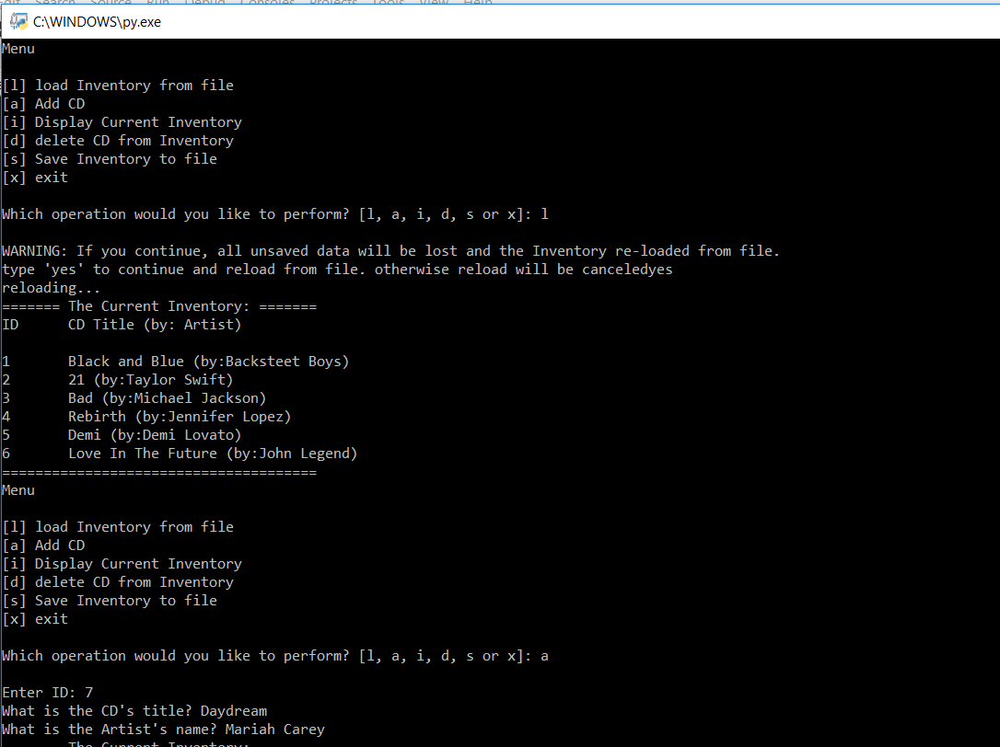 Edit Search Source Run Debug Consoles Projects Tools View Help
C:\WINDOWS\py.exe
Menu
[l] load Inventory from file
[a] Add CD
[i] Display Current Inventory
[d] delete CD from Inventory
[s] Save Inventory to file
[x] exit
Which operation would you like to perform? [l, a, i, d, s or x]: l
WARNING: If you continue, all unsaved data will be lost and the Inventory re-loaded from file.
type 'yes' to continue and reload from file. otherwise reload will be canceledyes
reloading...
======= The Current Inventory: =======
ID CD Title (by: Artist)
1 Black and Blue (by:Backsteet Boys)
2 21 (by:Taylor Swift)
3 Bad (by:Michael Jackson)
4 Rebirth (by:Jennifer Lopez)
5 Demi (by:Demi Lovato)
6 Love In The Future (by:John Legend)
======================================
Menu
[l] load Inventory from file
[a] Add CD
[i] Display Current Inventory
[d] delete CD from Inventory
[s] Save Inventory to file
[x] exit
Which operation would you like to perform? [l, a, i, d, s or x]: a
Enter ID: 7
What is the CD's title? Daydream
What is the Artist's name? Mariah Carey
The Current Inventory: